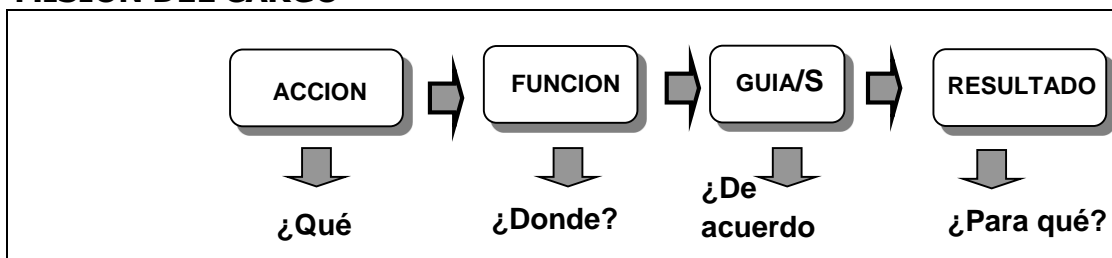 MISION DEL CARGO
ACCION
FUNCION
GUIA/S
RESULTADO
¿Qué
¿Donde?
¿De
acuerdo
¿Para qué?